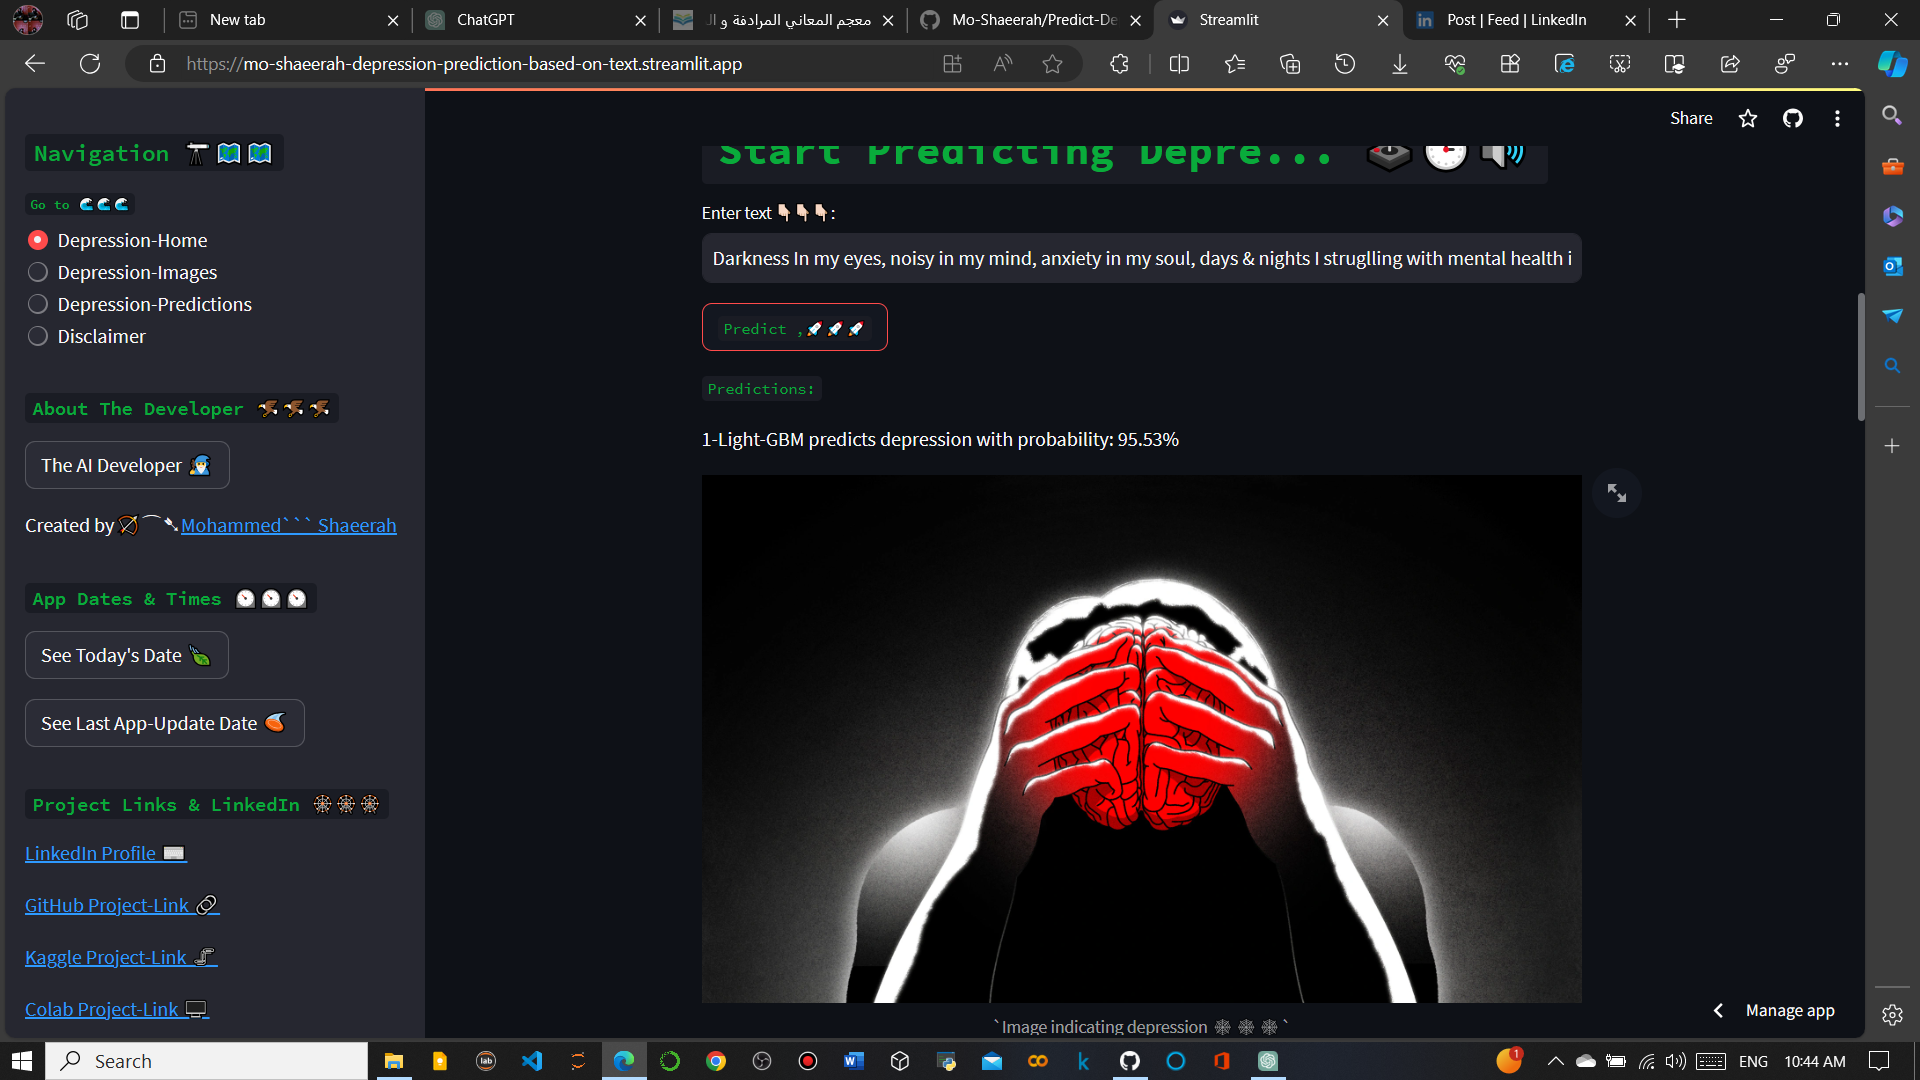 New tab
ChatGPT
معجم المعاني المرادفة و ال
Mo-Shaeerah/Predict-De
Streamlit
Post | Feed | LinkedIn
https://mo-shaeerah-depression-prediction-based-on-text.streamlit.app
Share
Navigation
Go to
Depression-Home
Depression-Images
Depression-Predictions
Disclaimer
About The Developer
The AI Developer
Created by Mohammed``` Shaeerah
App Dates & Times
See Today's Date
See Last App-Update Date
Project Links & LinkedIn
LinkedIn Profile
GitHub Project-Link
Kaggle Project-Link
Colab Project-Link
Start Predicting Depre...
Enter text 👇🏻👇🏻👇🏻:
Darkness In my eyes, noisy in my mind, anxiety in my soul, days & nights I struglling with mental health i
Predict ,🚀🚀🚀
Predictions:
1-Light-GBM predicts depression with probability: 95.53%
`Image indicating depression 🕸🕸🕸`
Manage app
Search
lab
1
ENG
10:44 AM